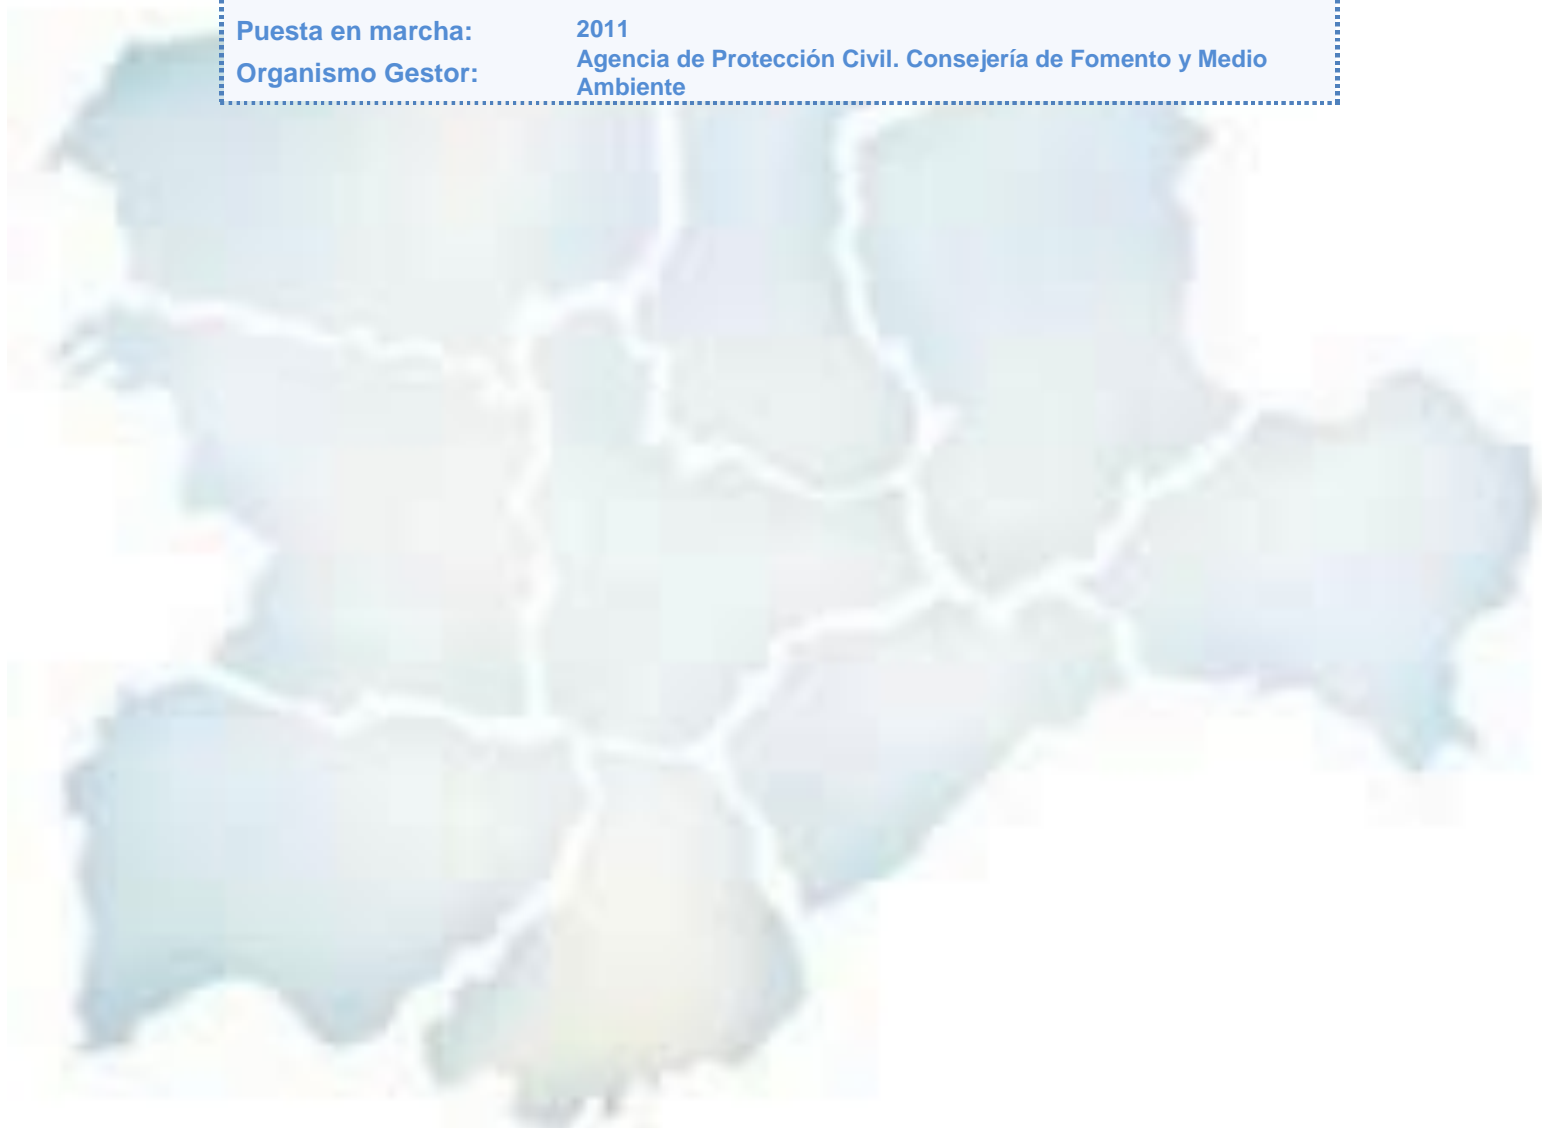 Puesta en marcha: 2011
Organismo Gestor: Agencia de Protección Civil. Consejería de Fomento y Medio
Ambiente